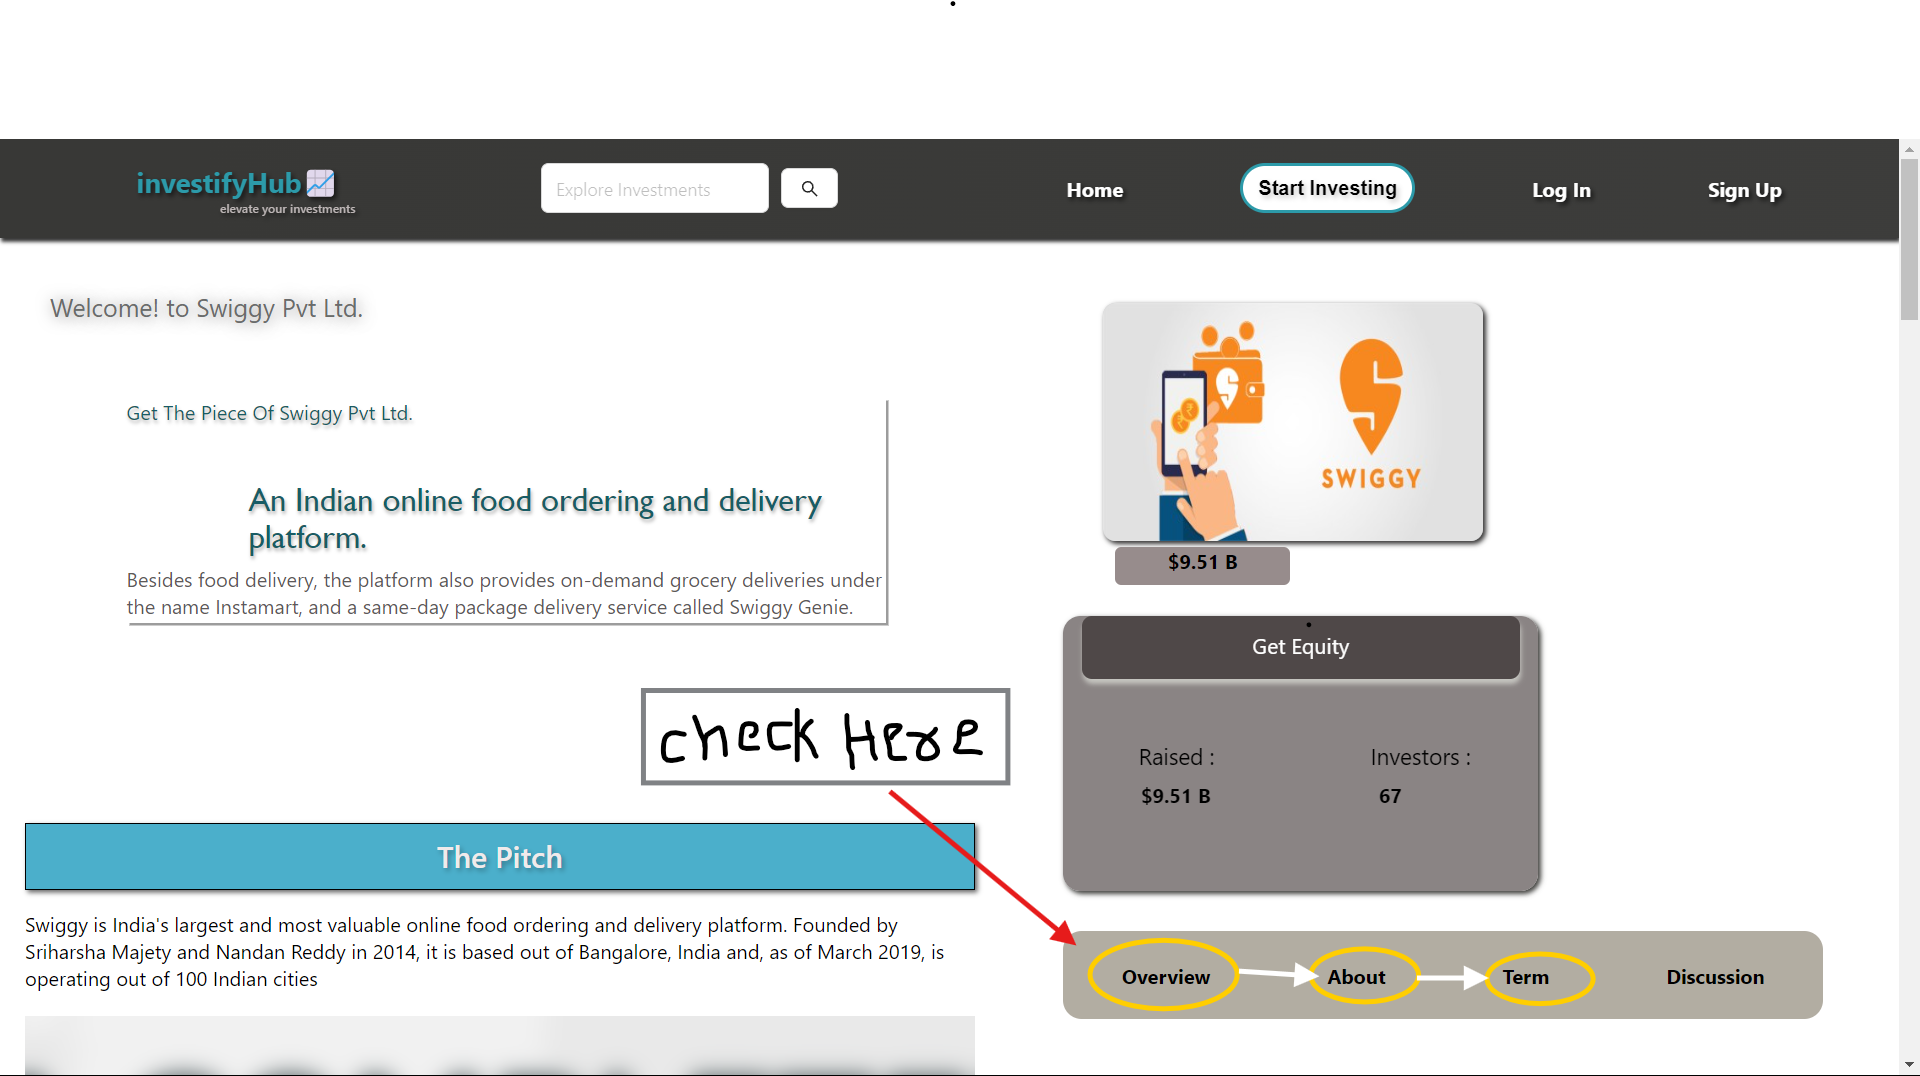 investifyHub
elevate your investments
Explore Investments
Home
Start Investing
Log In
Sign Up
Welcome! to Swiggy Pvt Ltd.
Get The Piece Of Swiggy Pvt Ltd.
An Indian online food ordering and delivery
platform.
Besides food delivery, the platform also provides on-demand grocery deliveries under
the name Instamart, and a same-day package delivery service called Swiggy Genie.
SWIGGY
$9.51 B
Get Equity
Raised :
Investors :
$9.51 B
67
check Here
The Pitch
Swiggy is India's largest and most valuable online food ordering and delivery platform. Founded by
Sriharsha Majety and Nandan Reddy in 2014, it is based out of Bangalore, India and, as of March 2019, is
operating out of 100 Indian cities
Overview
About
Term
Discussion